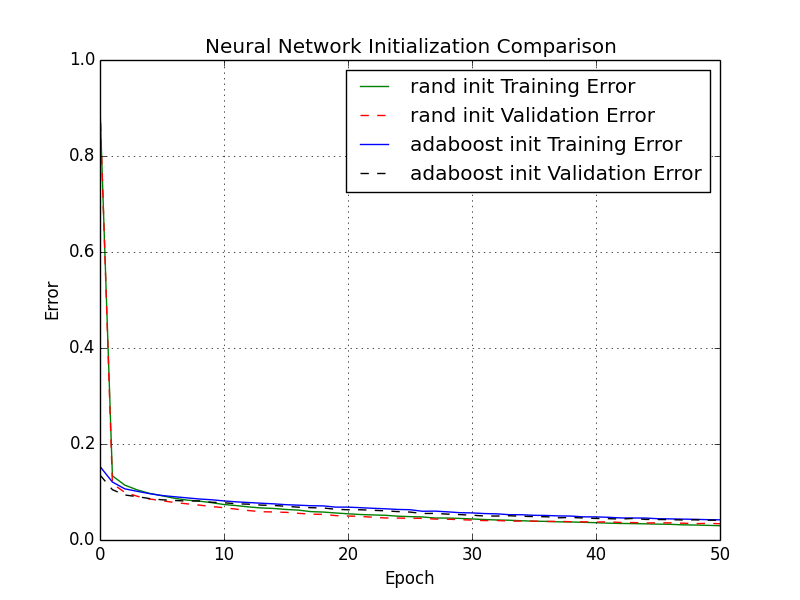 Neural Network Initialization Comparison
1.0
rand init Training Error
rand init Validation Error
adaboost init Training Error
adaboost init Validation Error
0.8
0.6
0.4
0.2
0.0
Error
0 10 20 30 40 50
Epoch